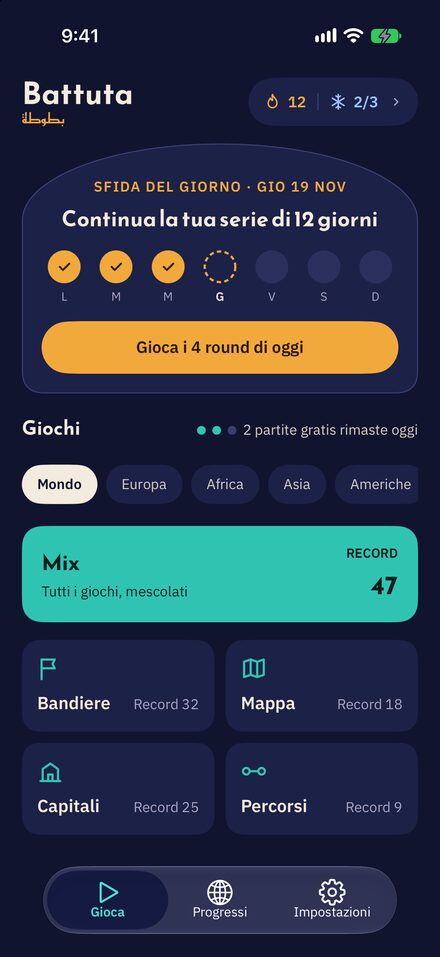 9:41
Battuta
بطوطة
12
2/3
SFIDA DEL GIORNO · GIO 19 NOV
Continua la tua serie di 12 giorni
L M M G V S D
Gioca i 4 round di oggi
Giochi
2 partite gratis rimaste oggi
Mondo Europa Africa Asia Americhe
Mix
Tutti i giochi, mescolati
RECORD
47
Bandiere Record 32
Mappa Record 18
Capitali Record 25
Percorsi Record 9
Gioca Progressi Impostazioni